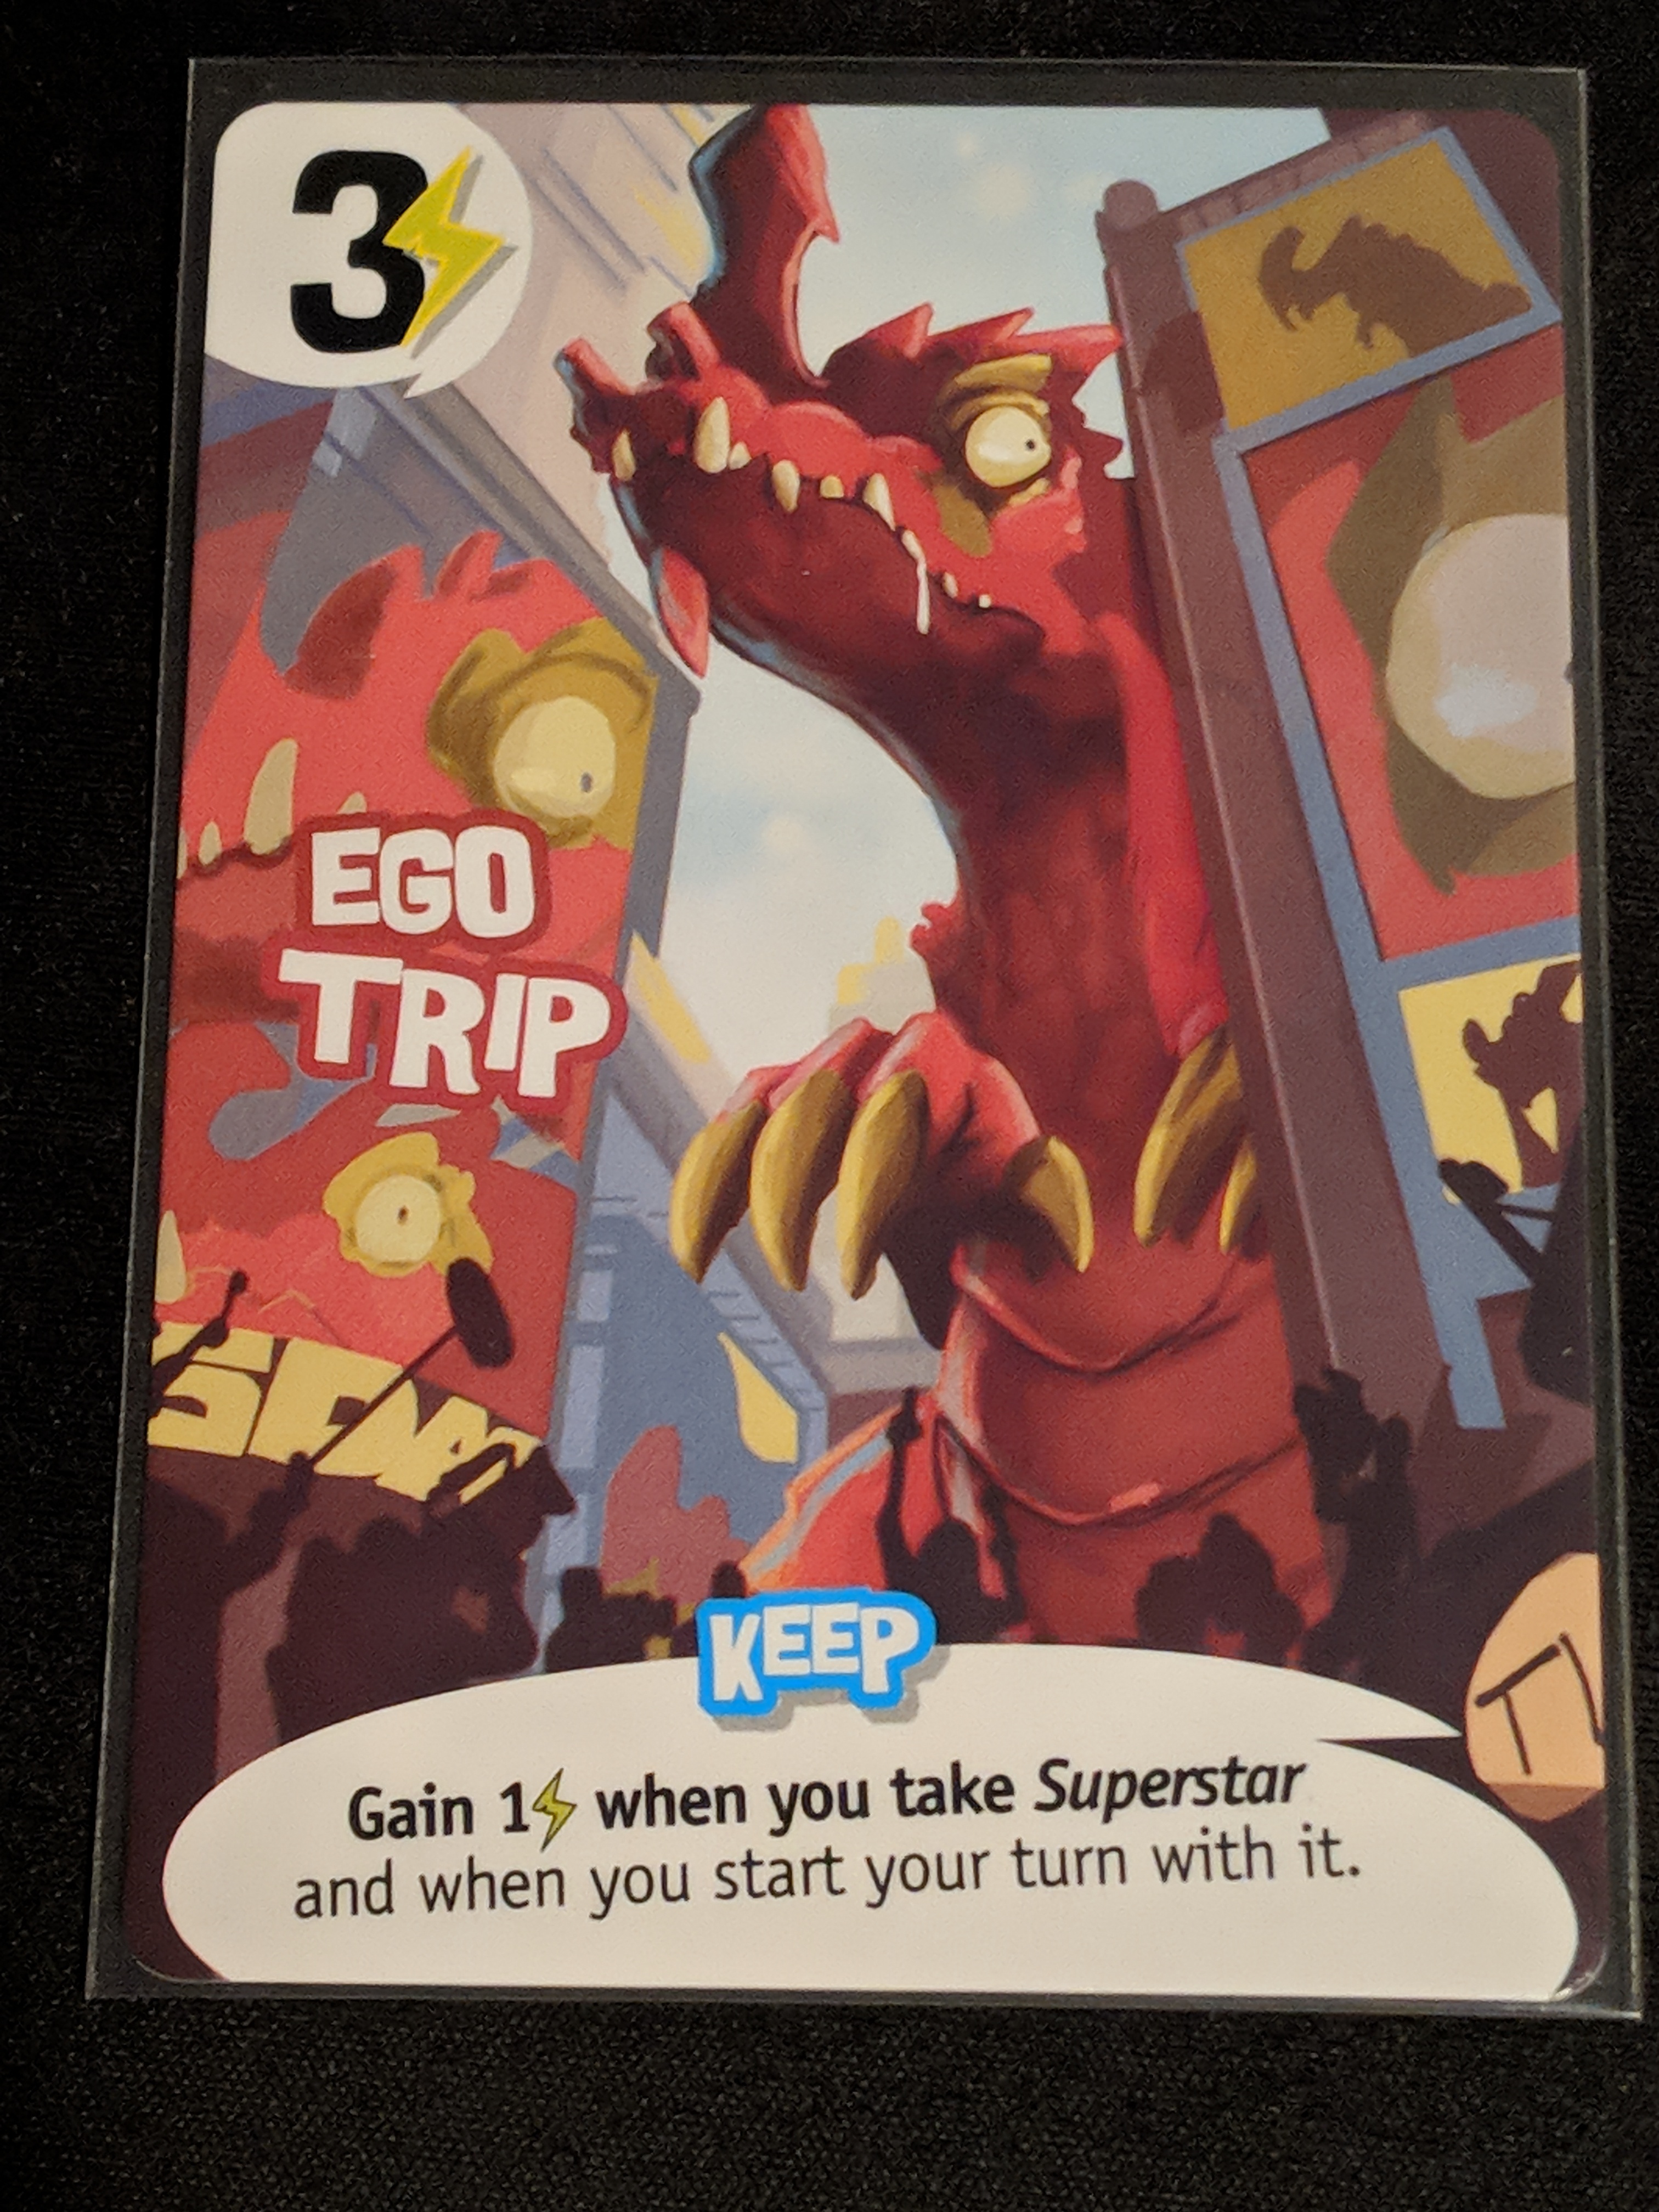 3
EGO
TRIP
KEEP
Gain 1 when you take Superstar
and when you start your turn with it.